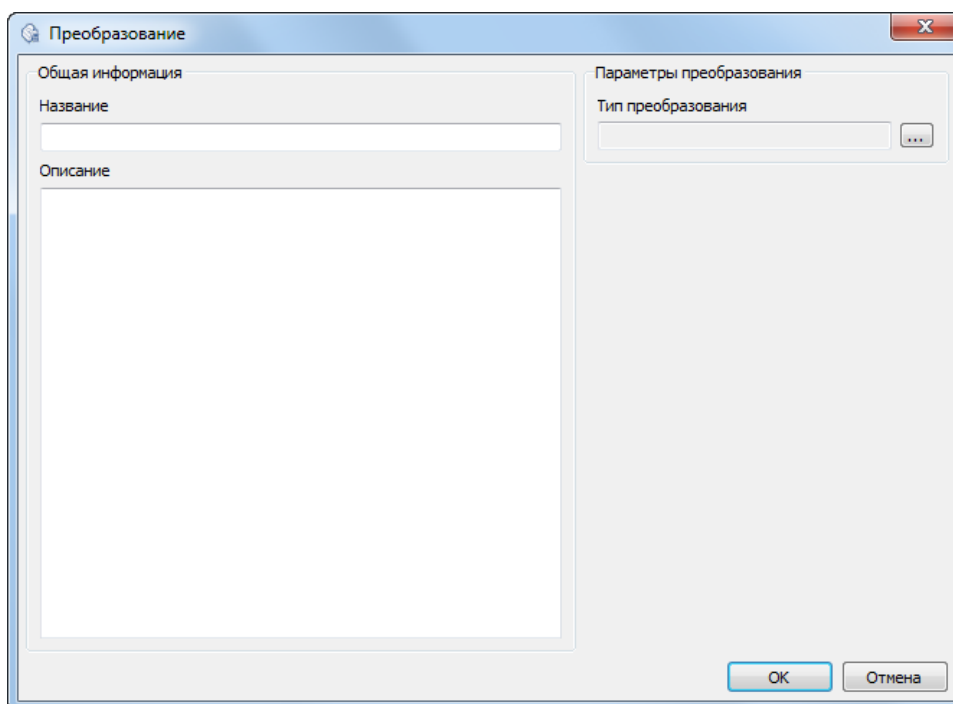 Преобразование
Общая информация
Название
Описание
Параметры преобразования
Тип преобразования
...
OK
Отмена